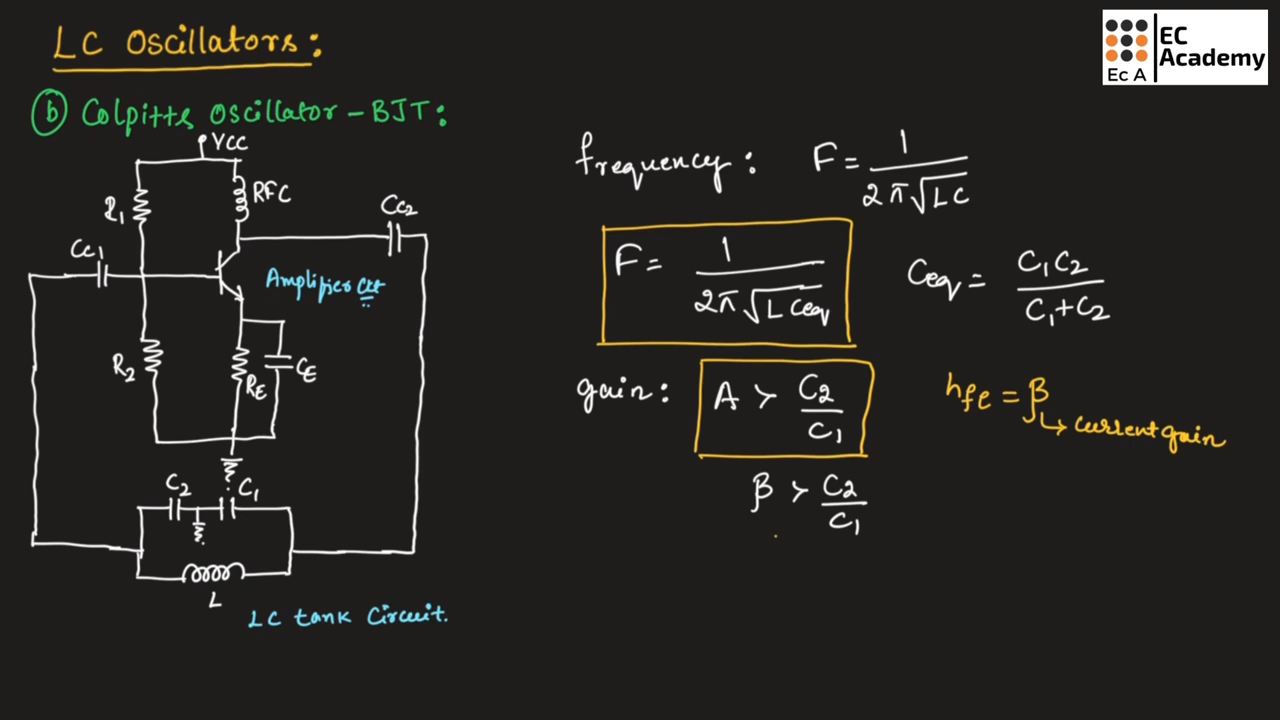 LC Oscillators:
EC
Academy
Ec A
(b) Colpitts Oscillator - BJT:
VCC
R1
RFC
CC2
CC1
Amplifier ckt
R2
RE
CE
C2
C1
L
LC tank Circuit.
frequency: F = 1/(2π√LC)
F = 1/(2π√L Ceq)
Ceq = C1C2/(C1+C2)
gain: A > C2/C1
hfe = β
↳ current gain
β > C2/C1